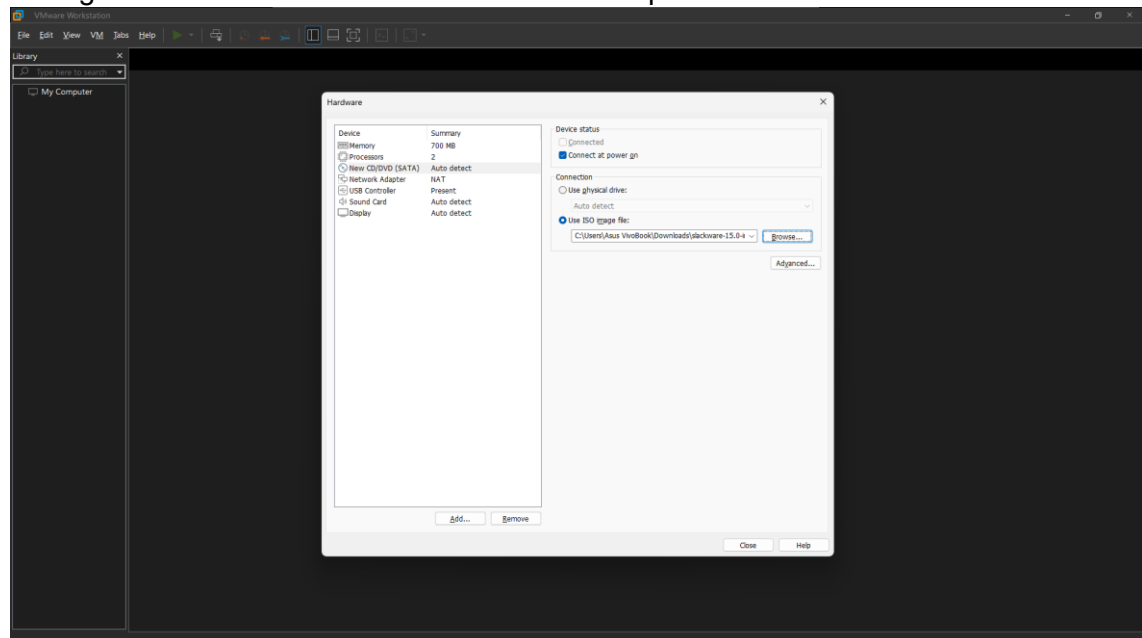 VMware Workstation
File Edit View VM Tabs Help
Library
Type here to search
My Computer
Hardware
Device Summary
Memory 700 MB
Processors 2
New CD/DVD (SATA) Auto detect
Network Adapter NAT
USB Controller Present
Sound Card Auto detect
Display Auto detect
Add... Remove
Device status
Connected
Connect at power on
Connection
Use physical drive:
Auto detect
Use ISO image file:
C:\Users\Asus VivoBook\Downloads\slackware-15.0-i
Browse...
Advanced...
Close Help